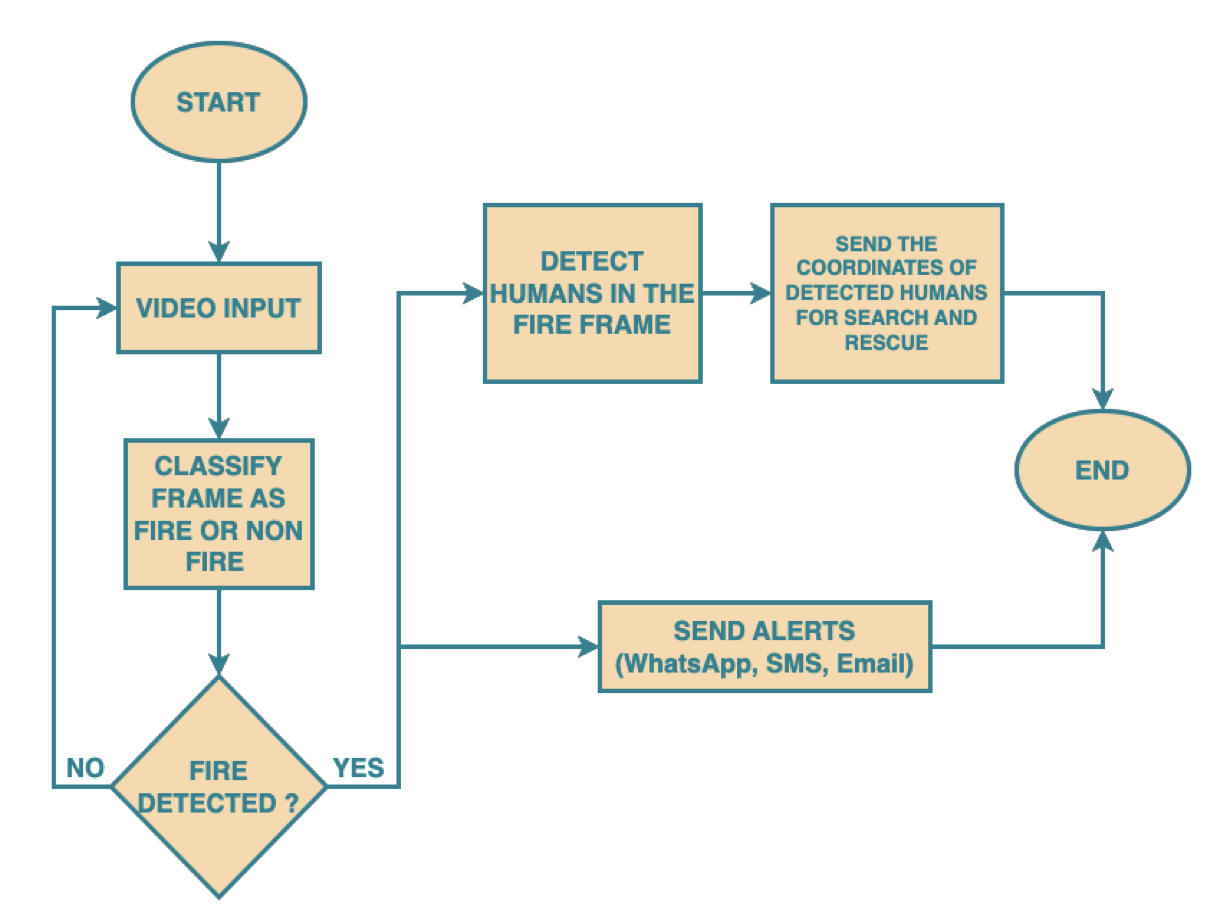 START
VIDEO INPUT
CLASSIFY
FRAME AS
FIRE OR NON
FIRE
FIRE
DETECTED ?
NO
YES
DETECT
HUMANS IN THE
FIRE FRAME
SEND THE
COORDINATES OF
DETECTED HUMANS
FOR SEARCH AND
RESCUE
SEND ALERTS
(WhatsApp, SMS, Email)
END